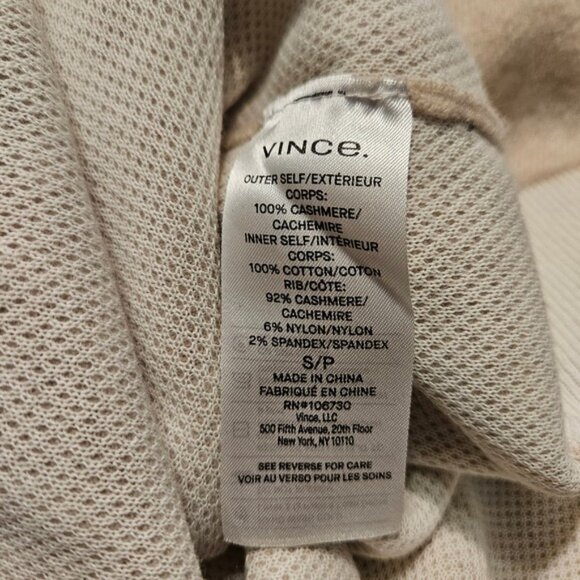 VINCE.
OUTER SELF/EXTÉRIEUR
CORPS:
100% CASHMERE/
CACHEMIRE
INNER SELF/INTÉRIEUR
CORPS:
100% COTTON/COTON
RIB/CÔTE:
92% CASHMERE/
CACHEMIRE
6% NYLON/NYLON
2% SPANDEX/SPANDEX
S/P
MADE IN CHINA
FABRIQUÉ EN CHINE
RN#106730
Vince, LLC
500 Fifth Avenue, 20th Floor
New York, NY 10110
SEE REVERSE FOR CARE
VOIR AU VERSO POUR LES SOINS